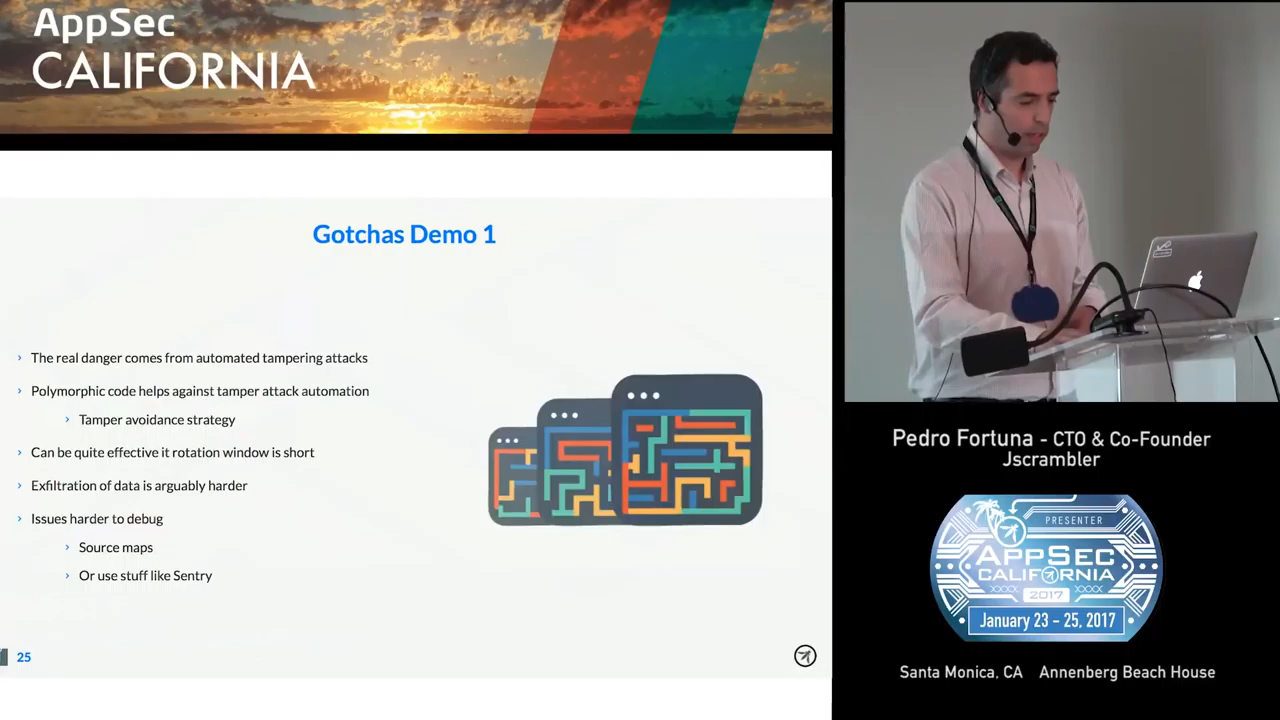 AppSec
CALIFORNIA
Gotchas Demo 1
The real danger comes from automated tampering attacks
Polymorphic code helps against tamper attack automation
Tamper avoidance strategy
Can be quite effective it rotation window is short
Exfiltration of data is arguably harder
Issues harder to debug
Source maps
Or use stuff like Sentry
25
Pedro Fortuna - CTO & Co-Founder
Jscrambler
PRESENTER
APPSEC
CALIFORNIA
XXXX 2017 XXXX
January 23 - 25, 2017
Santa Monica, CA Annenberg Beach House